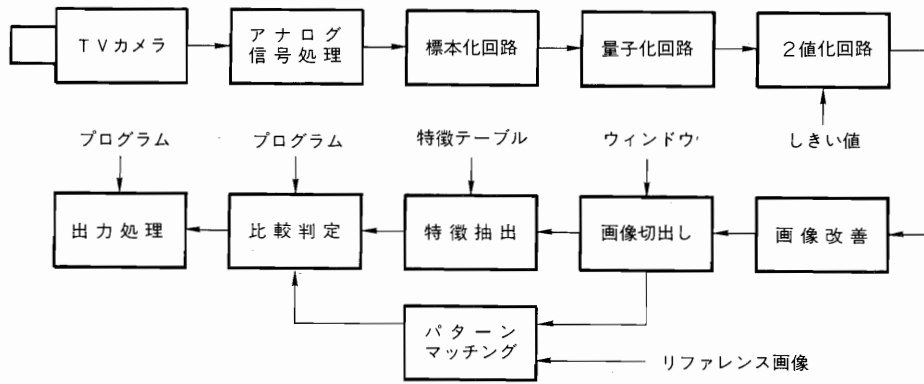 TVカメラ
アナログ
信号処理
標本化回路
量子化回路
2値化回路
プログラム
プログラム
特徴テーブル
ウィンドウ
しきい値
出力処理
比較判定
特徴抽出
画像切出し
画像改善
パターン
マッチング
リファレンス画像